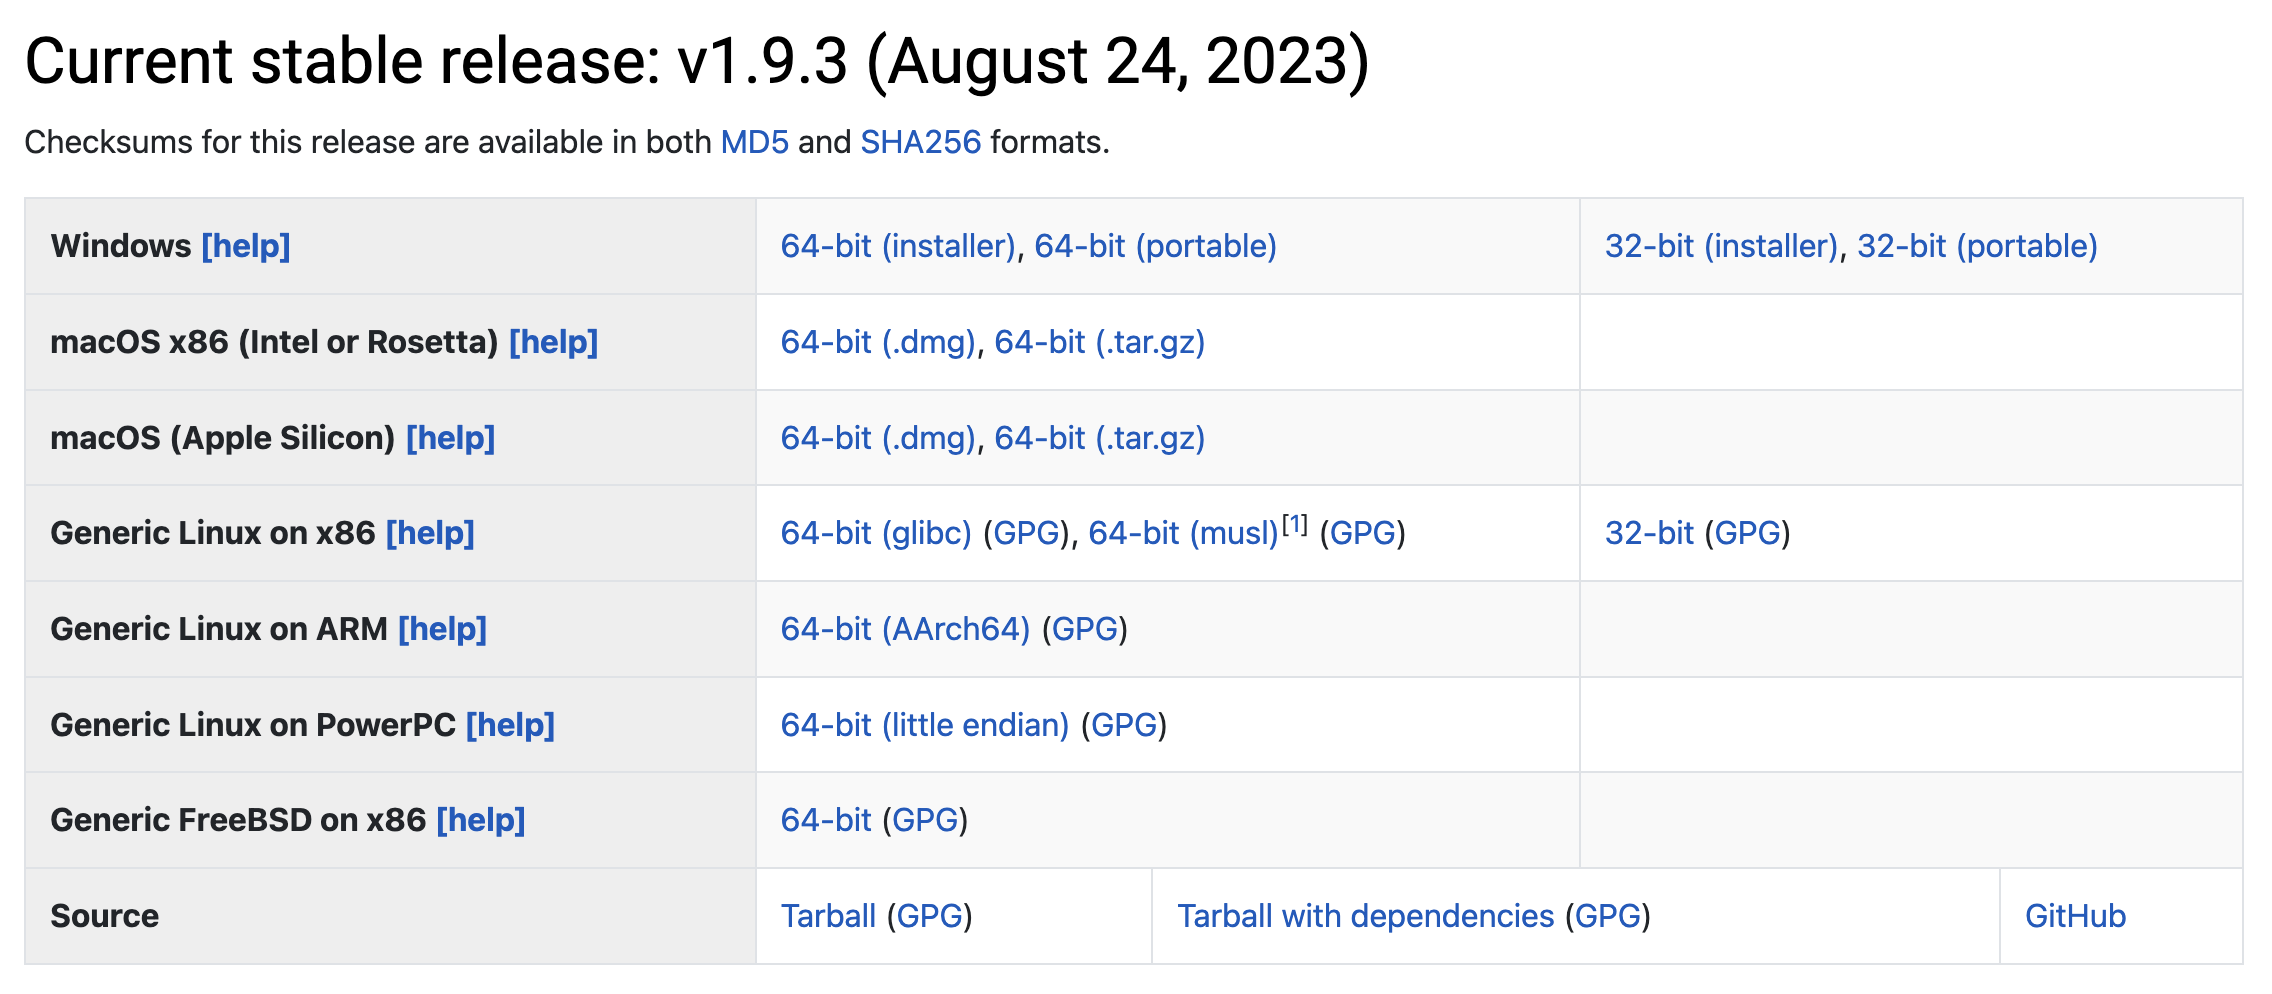 Current stable release: v1.9.3 (August 24, 2023)
Checksums for this release are available in both MD5 and SHA256 formats.
Windows [help] 64-bit (installer), 64-bit (portable) 32-bit (installer), 32-bit (portable)
macOS x86 (Intel or Rosetta) [help] 64-bit (.dmg), 64-bit (.tar.gz)
macOS (Apple Silicon) [help] 64-bit (.dmg), 64-bit (.tar.gz)
Generic Linux on x86 [help] 64-bit (glibc) (GPG), 64-bit (musl)[1] (GPG) 32-bit (GPG)
Generic Linux on ARM [help] 64-bit (AArch64) (GPG)
Generic Linux on PowerPC [help] 64-bit (little endian) (GPG)
Generic FreeBSD on x86 [help] 64-bit (GPG)
Source Tarball (GPG) Tarball with dependencies (GPG) GitHub